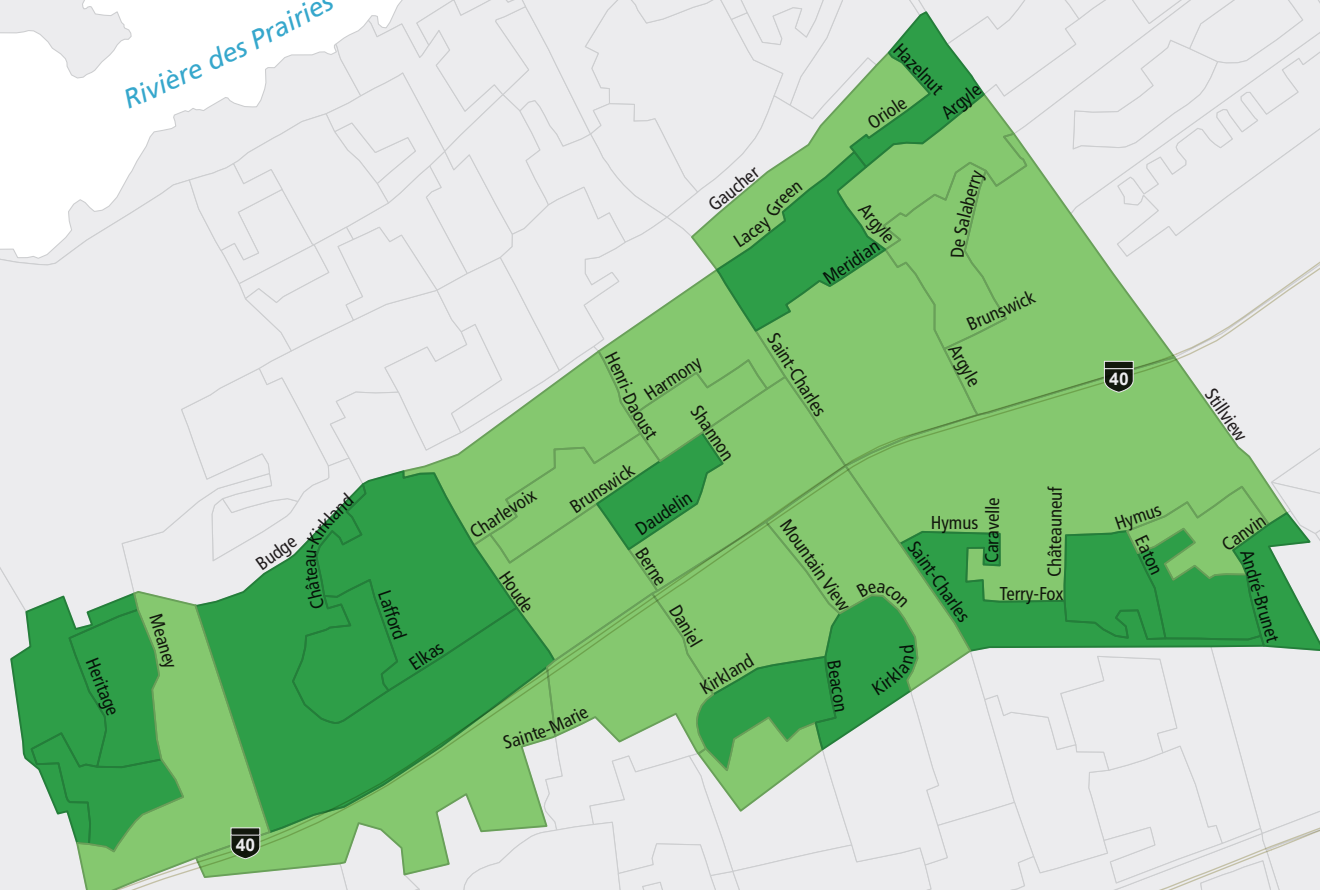 Rivière des Prairies
Hazelnut
Oriole
Argyle
Gaucher
Lacey Green
Argyle
De Salaberry
Meridian
Brunswick
Saint-Charles
Argyle
40
Henri-Daoust
Harmony
Shannon
Stillview
Charlevoix
Brunswick
Daudelin
Budge
Château-Kirkland
Houde
Berne
Mountain View
Beacon
Saint-Charles
Hymus
Caravelle
Châteauneuf
Hymus
Eaton
Canvin
André-Brunet
Terry-Fox
Meaney
Lafford
Elkas
Heritage
Daniel
Kirkland
Beacon
Kirkland
Sainte-Marie
40